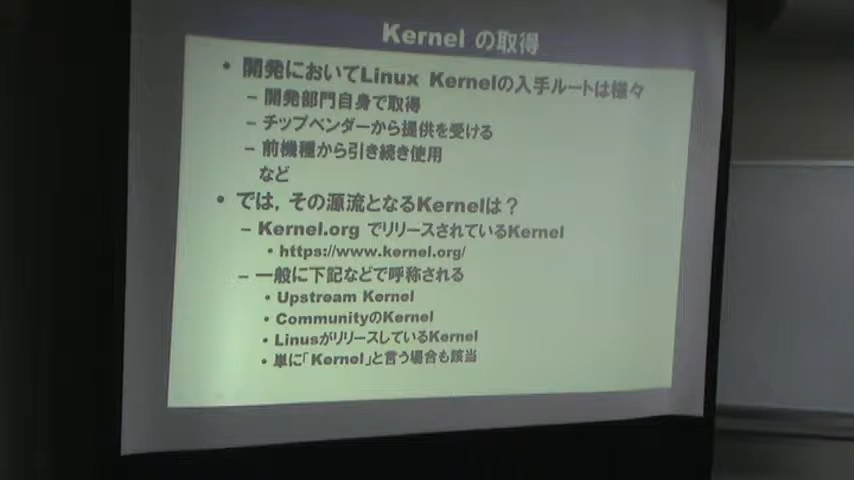 Kernel の取得
• 開発においてLinux Kernelの入手ルートは様々
– 開発部門自身で取得
– チップベンダーから提供を受ける
– 前機種から引き続き使用
など
• では, その源流となるKernelは？
– Kernel.org でリリースされているKernel
• https://www.kernel.org/
– 一般に下記などで呼称される
• Upstream Kernel
• CommunityのKernel
• LinusがリリースしているKernel
• 単に「Kernel」と言う場合も該当